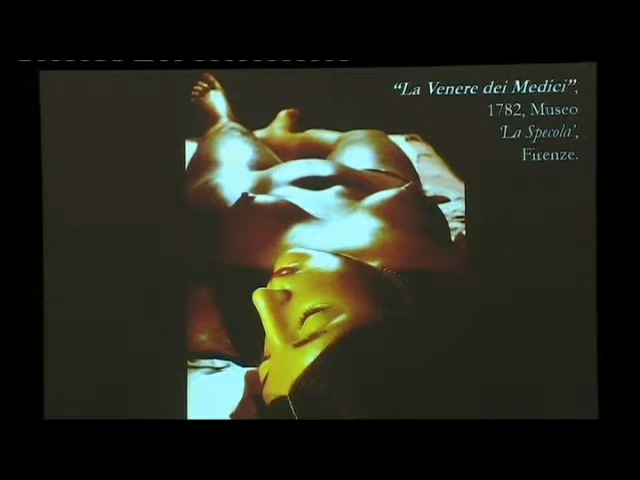 “La Venere dei Medici”,
1782, Museo
‘La Specola’,
Firenze.